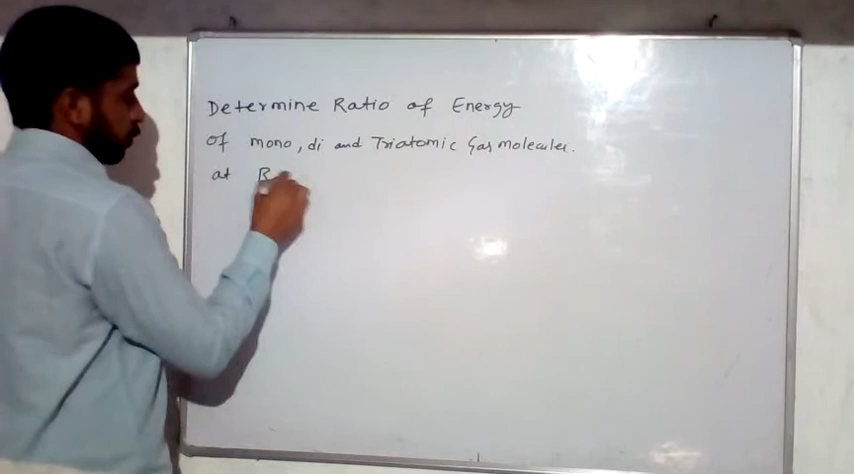 Determine Ratio of Energy
of mono, di and Triatomic Gas molecules.
at R